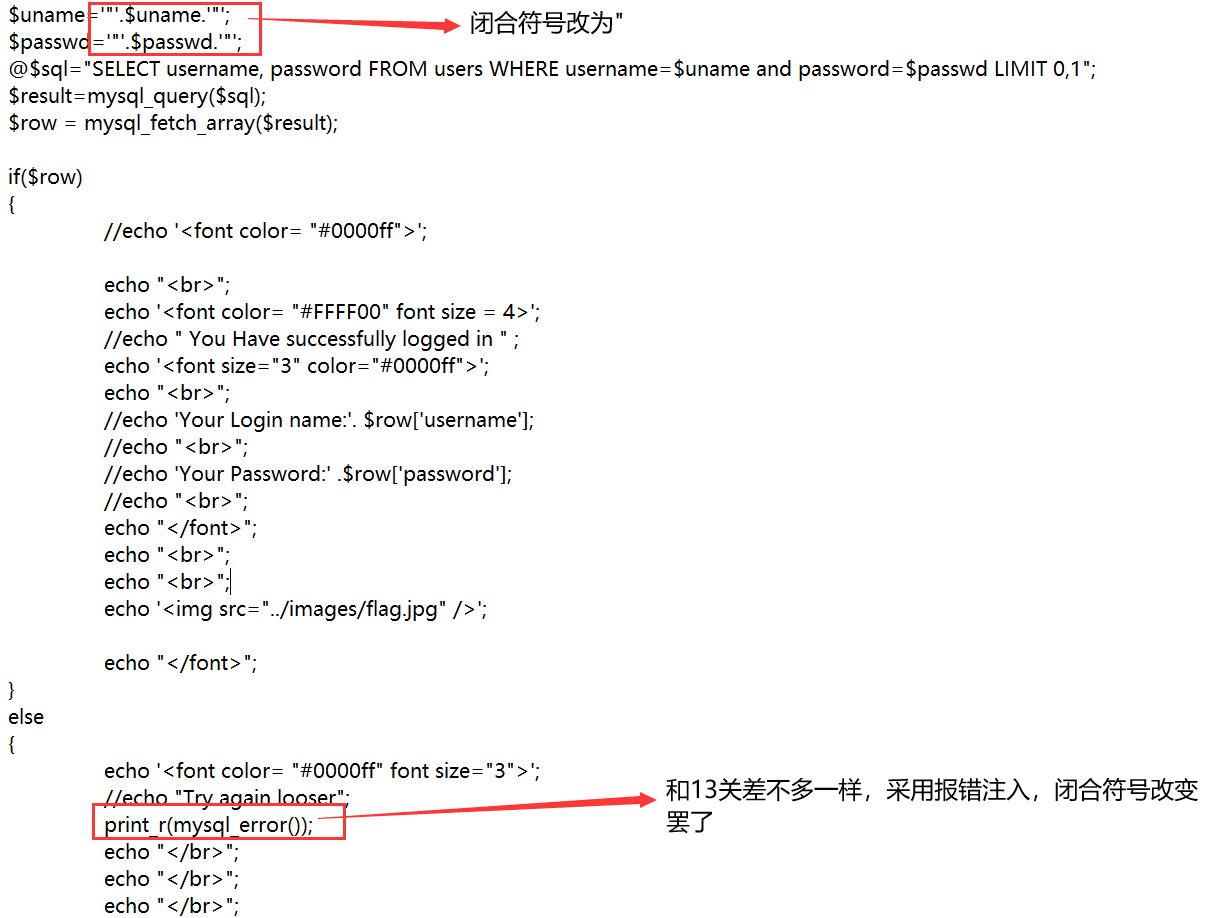 $uname='"'.$uname.'"';
闭合符号改为"
$passwd='"'.$passwd.'"';
@$sql="SELECT username, password FROM users WHERE username=$uname and password=$passwd LIMIT 0,1";
$result=mysql_query($sql);
$row = mysql_fetch_array($result);
if($row)
{
//echo '<font color= "#0000ff">';
echo "<br>";
echo '<font color= "#FFFF00" font size = 4>';
//echo " You Have successfully logged in " ;
echo '<font size="3" color="#0000ff">';
echo "<br>";
//echo 'Your Login name:'. $row['username'];
//echo "<br>";
//echo 'Your Password:' .$row['password'];
//echo "<br>";
echo "</font>";
echo "<br>";
echo "<br>";
echo '<img src="../images/flag.jpg" />';
echo "</font>";
}
else
{
echo '<font color= "#0000ff" font size="3">';
//echo "Try again looser";
print_r(mysql_error());
和13关差不多一样，采用报错注入，闭合符号改变
罢了
echo "</br>";
echo "</br>";
echo "</br>";